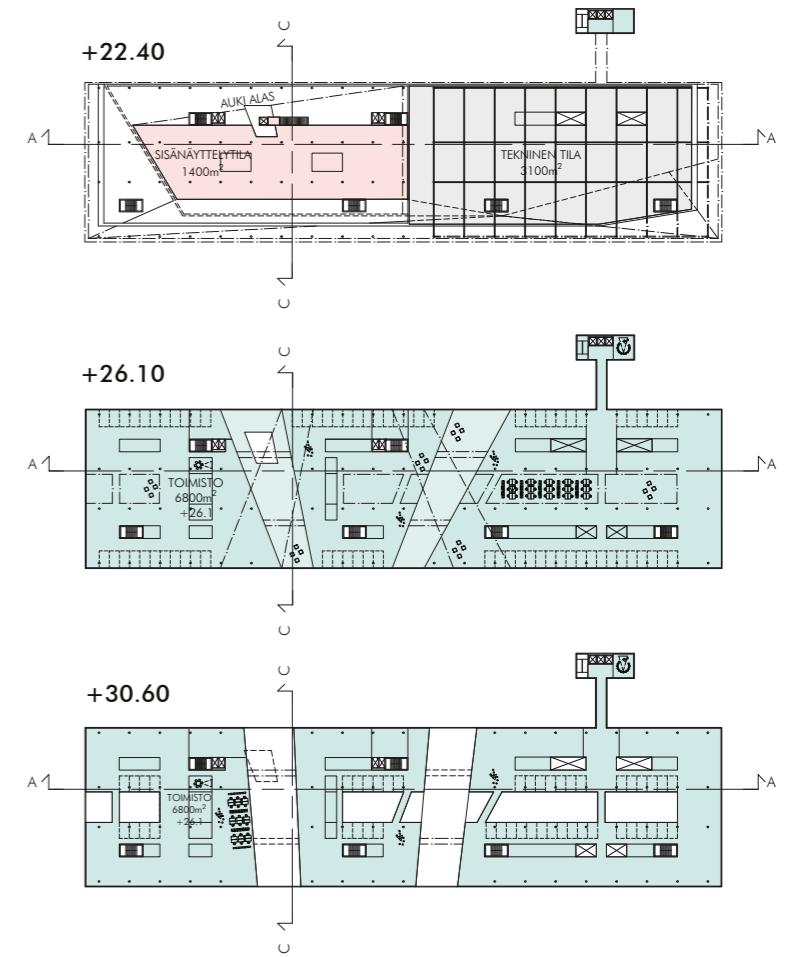 +22.40
C
A
AUKI ALAS
SISÄNÄYTTELYTILA
1400m²
TEKNINEN TILA
3100m²
A
C
+26.10
C
A
TOIMISTO
6800m²
+26.1
A
C
+30.60
C
A
TOIMISTO
6800m²
+26.1
A
C